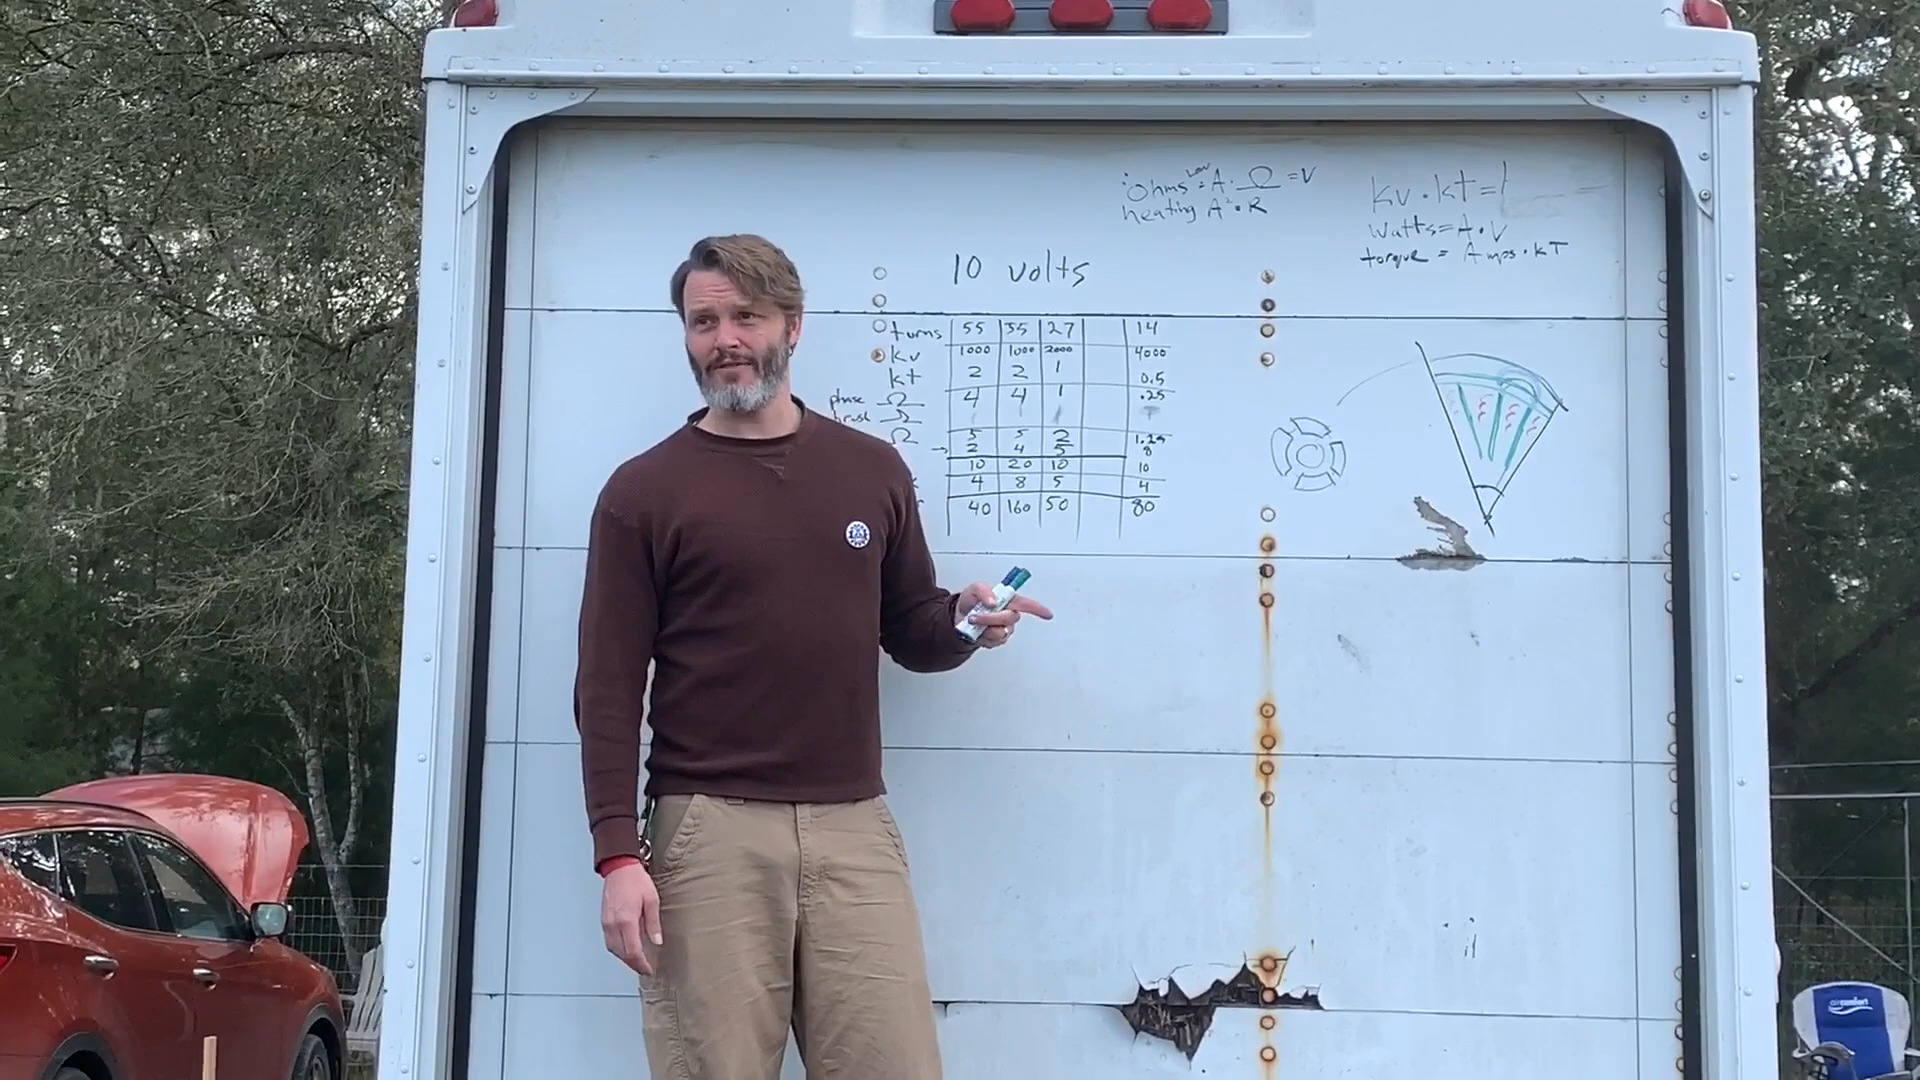 Ohms Law = A · Ω = V
heating A² · R
Kv · kt = 1
watts = A · V
torque = Amps · kT
10 volts
turns 55 55 27 14
Kv 1000 1000 2000 4000
kt 2 2 1 0.5
phase Ω 4 4 1 .25
brush Ω
Ω 5 5 2 1.25
→ 2 4 5 8
10 20 10 10
4 8 5 4
40 160 50 80
aircomfort